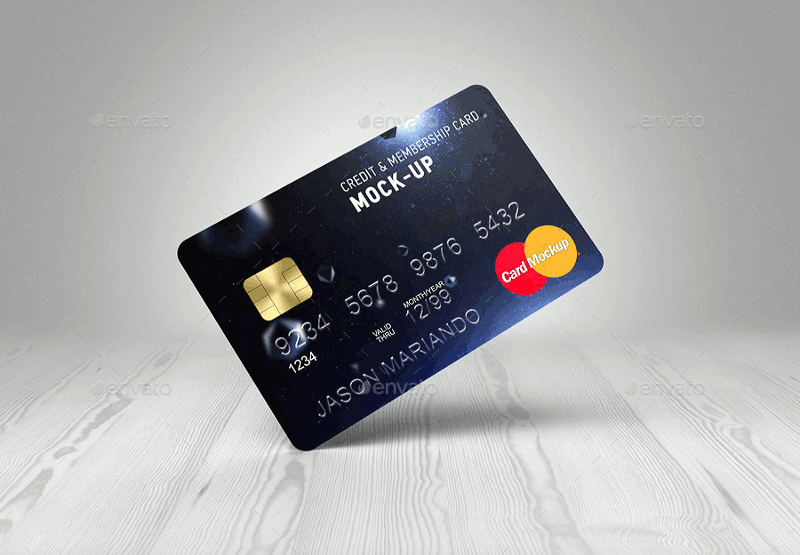 CREDIT & MEMBERSHIP CARD
MOCK-UP
9234 5678 9876 5432
1234
VALID
THRU
MONTH/YEAR
12/99
JASON MARIANDO
Card Mockup
envato
envato
envato
envato
envato
envato